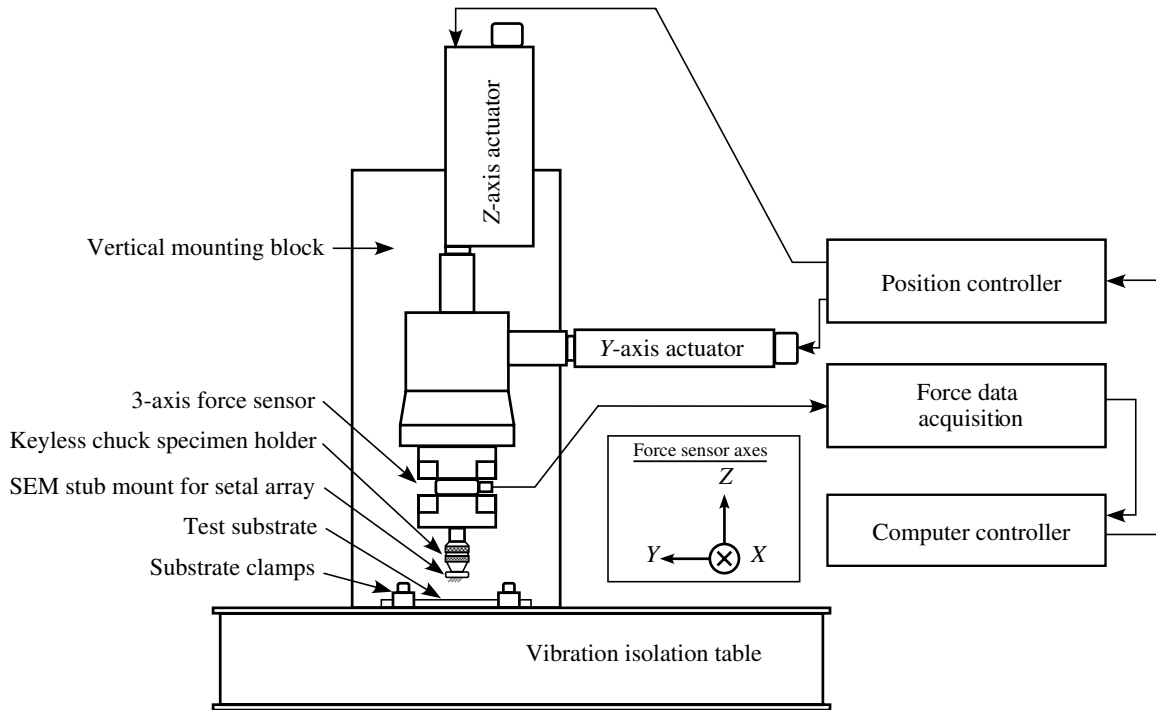 Z-axis actuator
Vertical mounting block
Position controller
Y-axis actuator
3-axis force sensor
Force data
acquisition
Keyless chuck specimen holder
Force sensor axes
SEM stub mount for setal array
Z
Test substrate
Computer controller
Y
X
Substrate clamps
Vibration isolation table